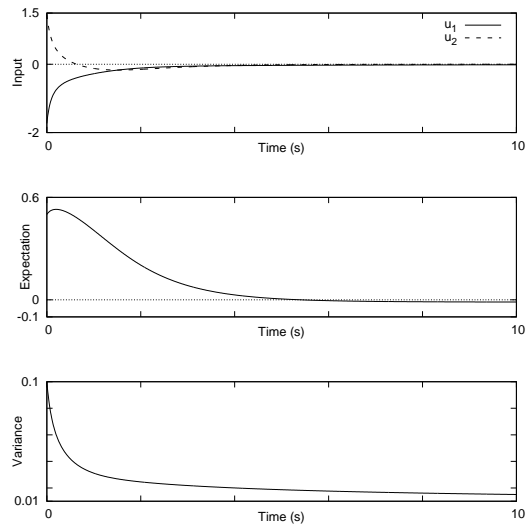 1.5
u1
u2
0
Input
-2
0
Time (s)
10
0.6
Expectation
0
-0.1
0
Time (s)
10
0.1
Variance
0.01
0
Time (s)
10